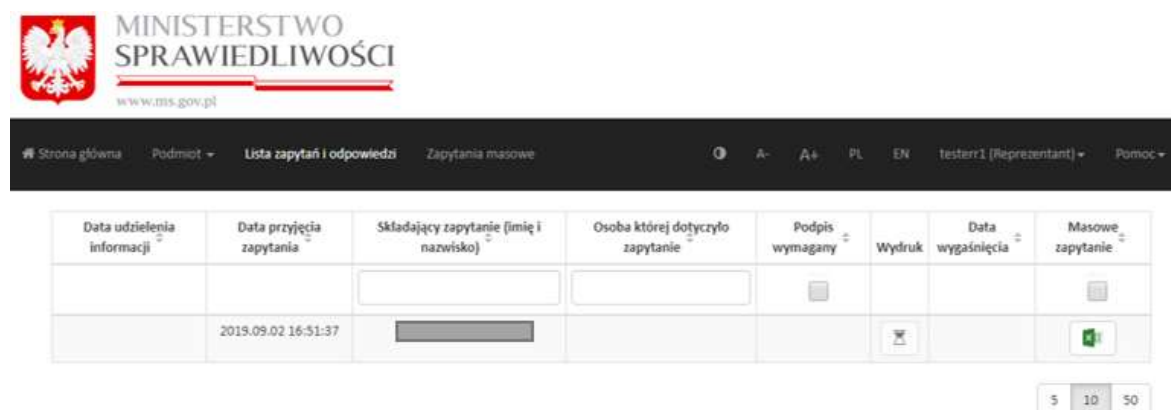 MINISTERSTWO
SPRAWIEDLIWOŚCI
www.ms.gov.pl
Strona główna Podmiot Lista zapytań i odpowiedzi Zapytania masowe A- A+ PL EN testerr1 (Reprezentant) Pomoc
Data udzielenia informacji Data przyjęcia zapytania Składający zapytanie (imię i nazwisko) Osoba której dotyczyło zapytanie Podpis wymagany Wydruk Data wygaśnięcia Masowe zapytanie
2019.09.02 16:51:37
5 10 50